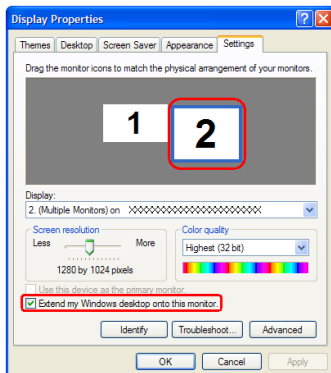 Display Properties
Themes Desktop Screen Saver Appearance Settings
Drag the monitor icons to match the physical arrangement of your monitors.
1 2
Display:
2. (Multiple Monitors) on
Screen resolution
Less More
1280 by 1024 pixels
Color quality
Highest (32 bit)
Use this device as the primary monitor.
Extend my Windows desktop onto this monitor.
Identify Troubleshoot... Advanced
OK Cancel Apply